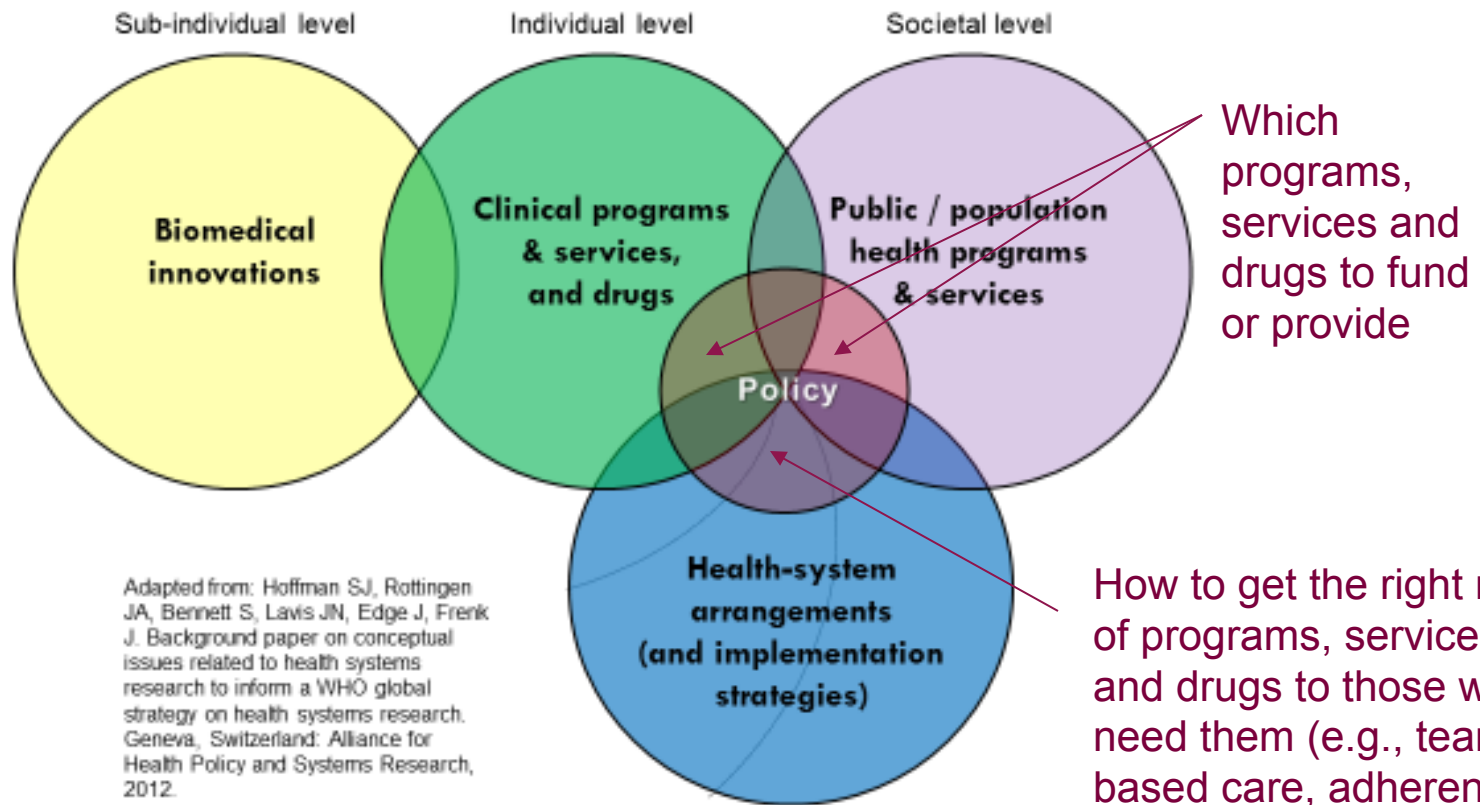 Sub-individual level
Individual level
Societal level
Biomedical
innovations
Clinical programs
& services,
and drugs
Public / population
health programs
& services
Which
programs,
services and
drugs to fund
or provide
Policy
Health-system
arrangements
(and implementation
strategies)
How to get the right
of programs, service
and drugs to those w
need them (e.g., tea
based care, adheren
Adapted from: Hoffman SJ, Rottingen
JA, Bennett S, Lavis JN, Edge J, Frenk
J. Background paper on conceptual
issues related to health systems
research to inform a WHO global
strategy on health systems research.
Geneva, Switzerland: Alliance for
Health Policy and Systems Research,
2012.